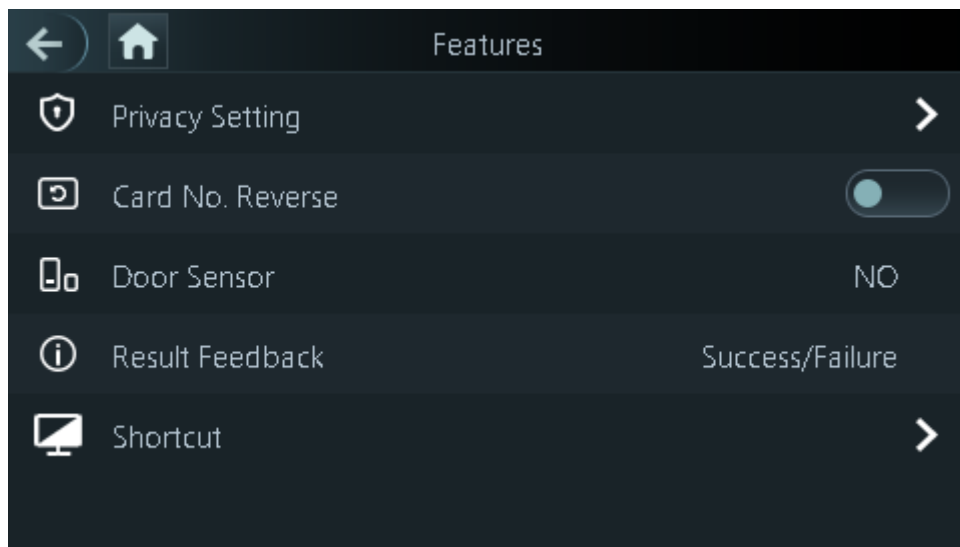 Features
Privacy Setting
Card No. Reverse
Door Sensor NO
Result Feedback Success/Failure
Shortcut